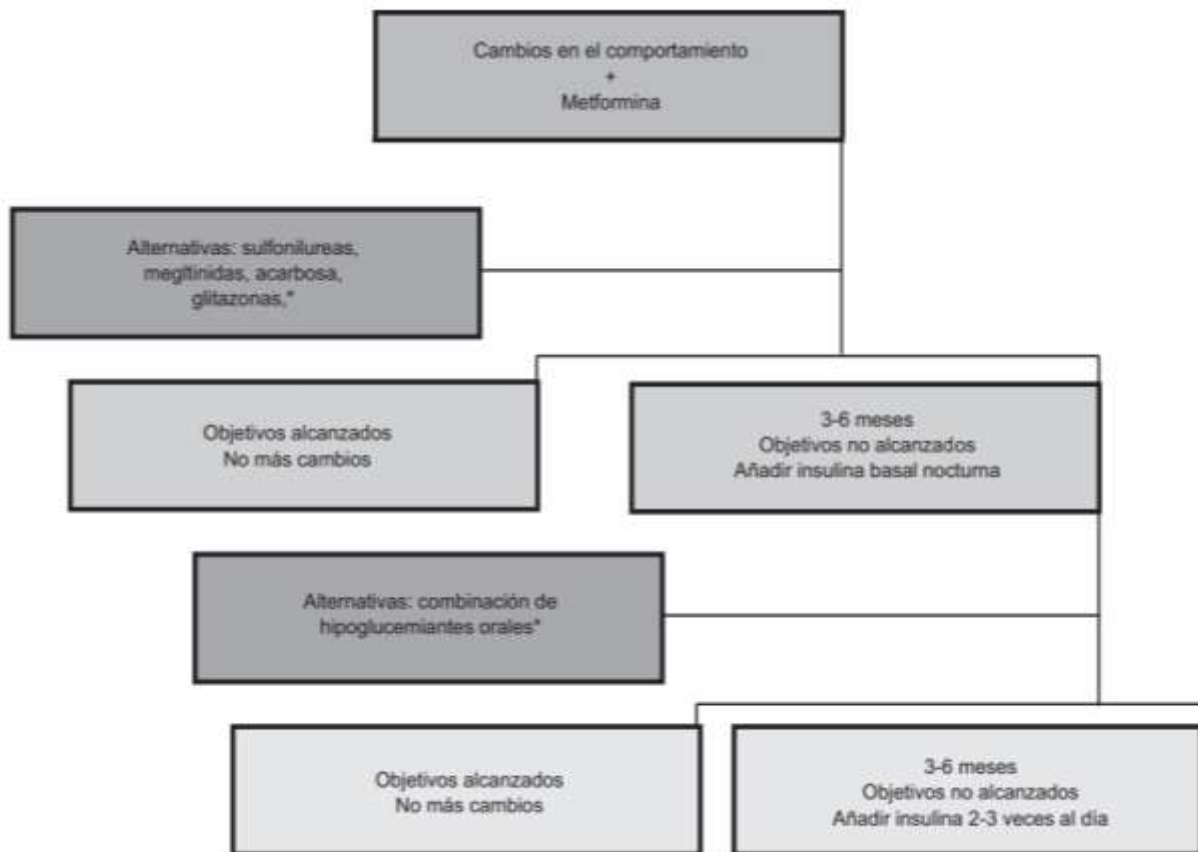 Cambios en el comportamiento
+
Metformina
Alternativas: sulfonilureas,
megltinidas, acarbosa,
glitazonas,*
Objetivos alcanzados
No más cambios
3-6 meses
Objetivos no alcanzados
Añadir insulina basal nocturna
Alternativas: combinación de
hipoglucemiantes orales*
Objetivos alcanzados
No más cambios
3-6 meses
Objetivos no alcanzados
Añadir insulina 2-3 veces al día